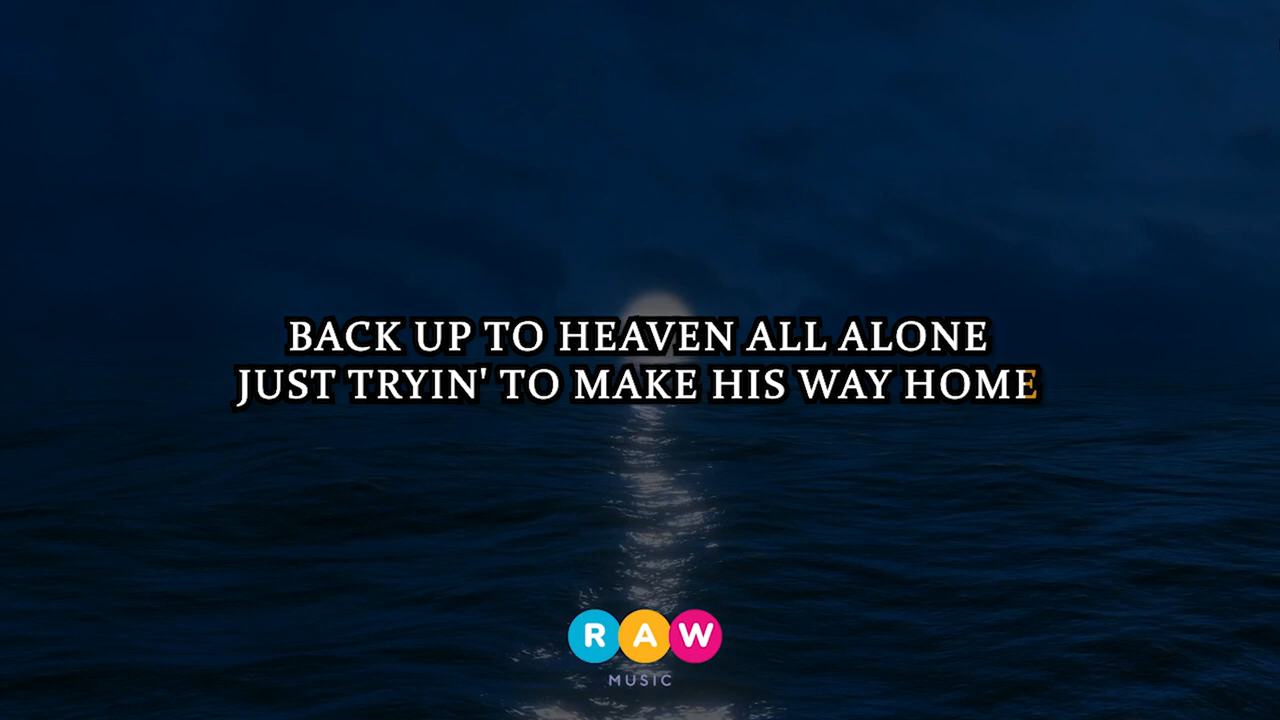 BACK UP TO HEAVEN ALL ALONE
JUST TRYIN' TO MAKE HIS WAY HOME
RAW
MUSIC